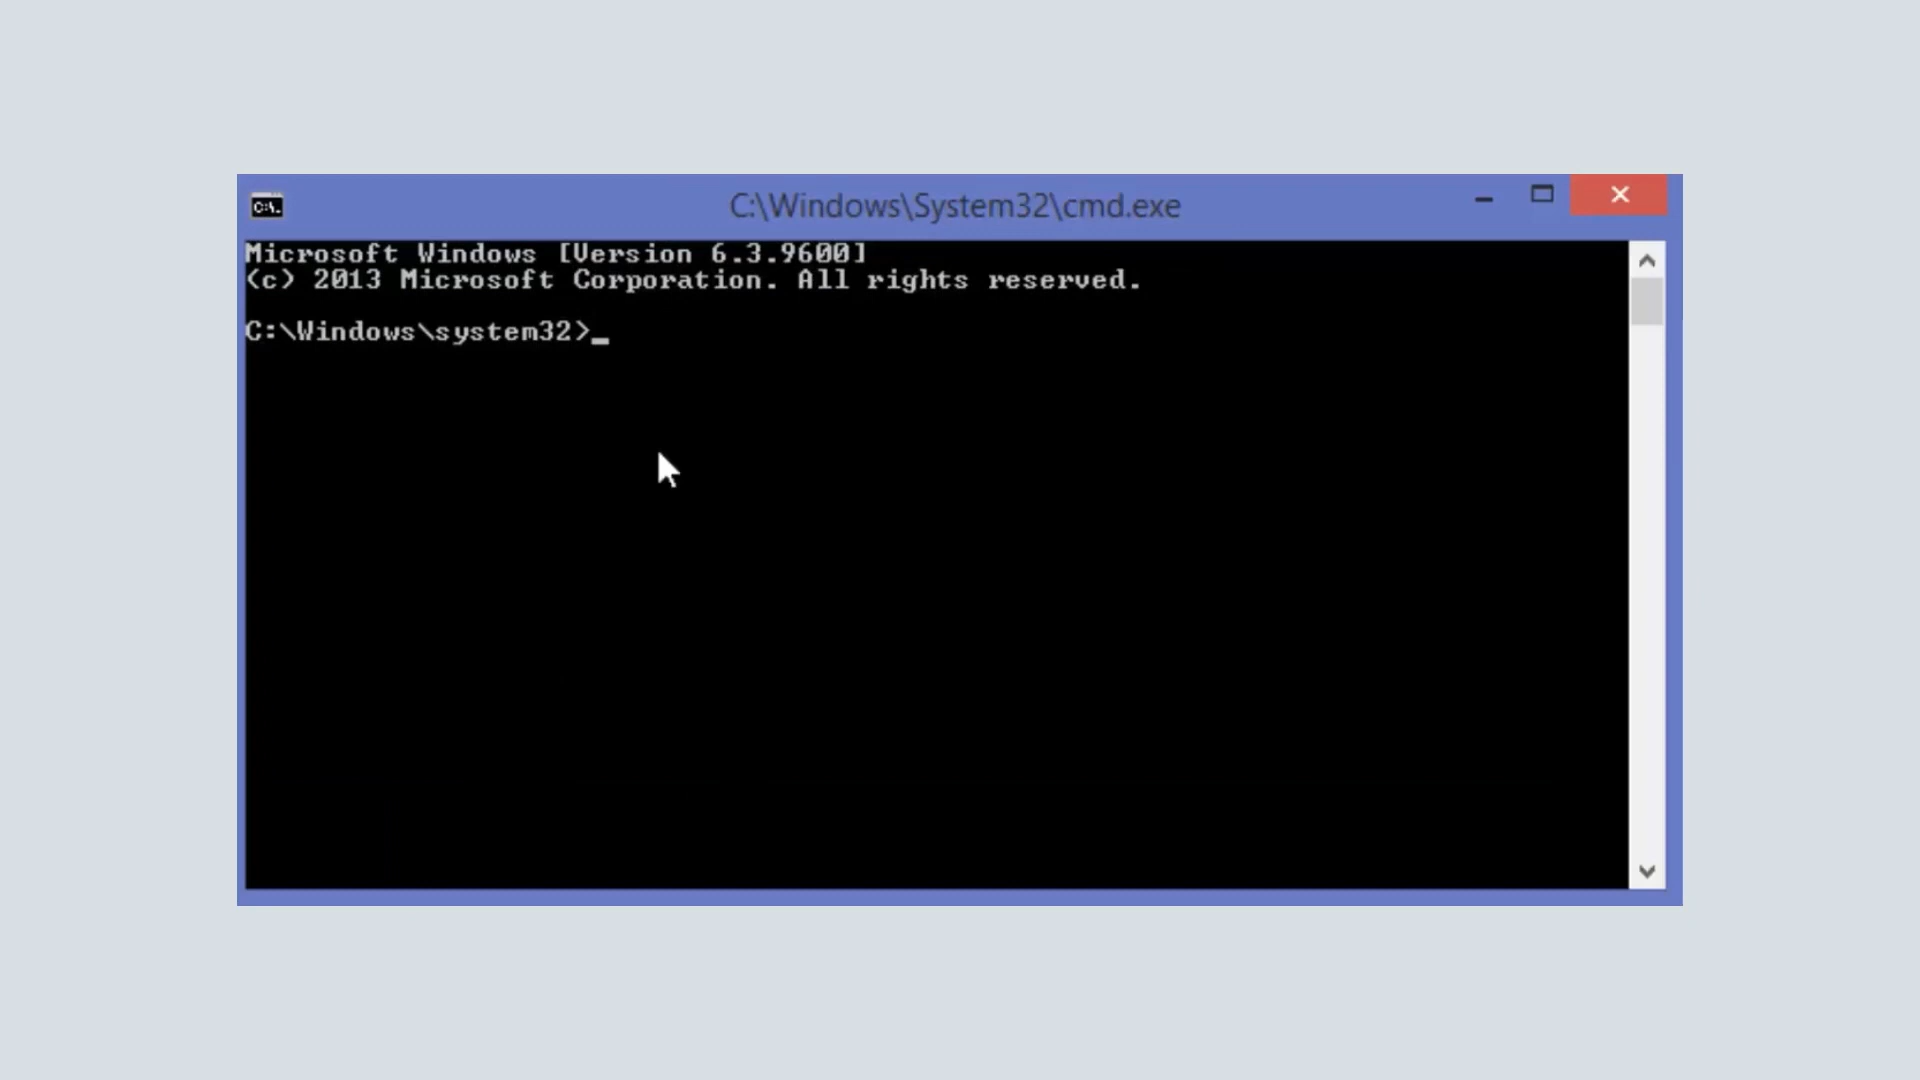 C:\Windows\System32\cmd.exe
Microsoft Windows [Version 6.3.9600]
(c) 2013 Microsoft Corporation. All rights reserved.
C:\Windows\system32>_